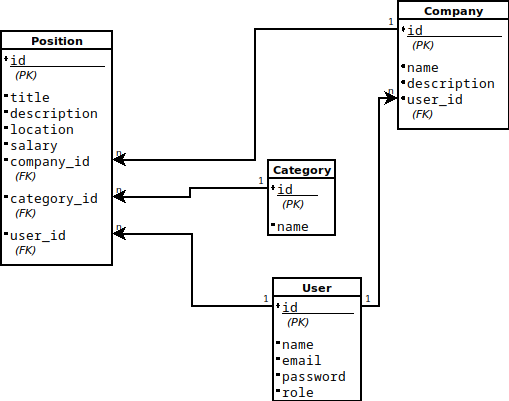 Position
id
(PK)
title
description
location
salary
company_id
(FK)
category_id
(FK)
user_id
(FK)
n
n
n
Company
id
(PK)
name
description
user_id
(FK)
1
n
Category
id
(PK)
name
1
User
id
(PK)
name
email
password
role
1
1